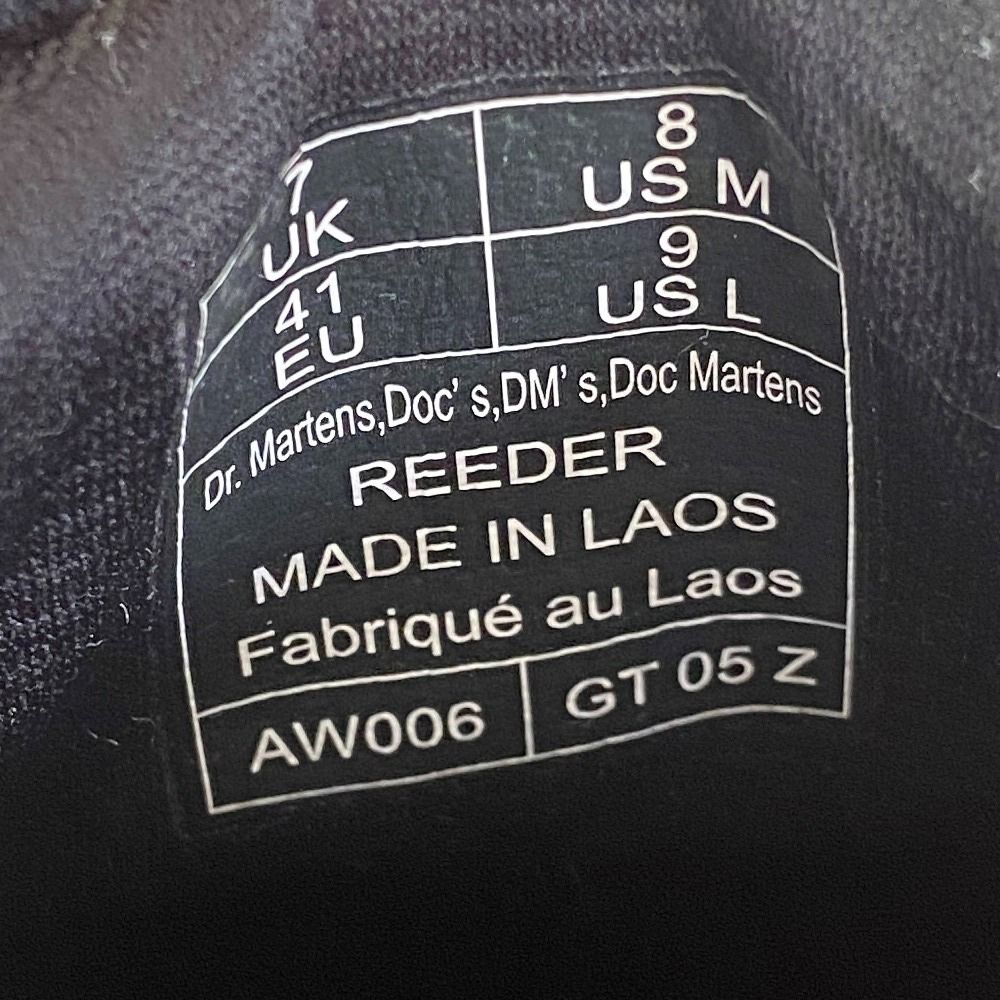 7
UK
8
US M
41
EU
9
US L
Dr. Martens,Doc's,DM's,Doc Martens
REEDER
MADE IN LAOS
Fabriqué au Laos
AW006
GT 05 Z